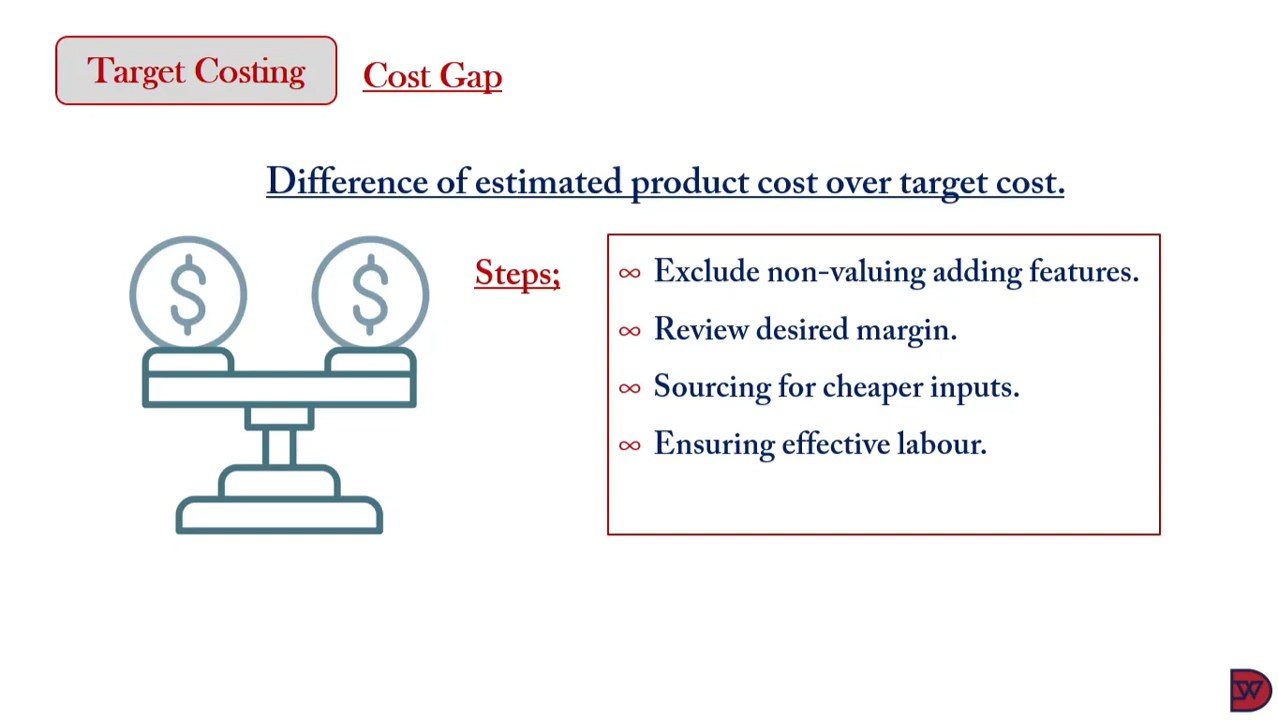 Target Costing
Cost Gap
Difference of estimated product cost over target cost.
$ $
Steps;
∞ Exclude non-valuing adding features.
∞ Review desired margin.
∞ Sourcing for cheaper inputs.
∞ Ensuring effective labour.
DW